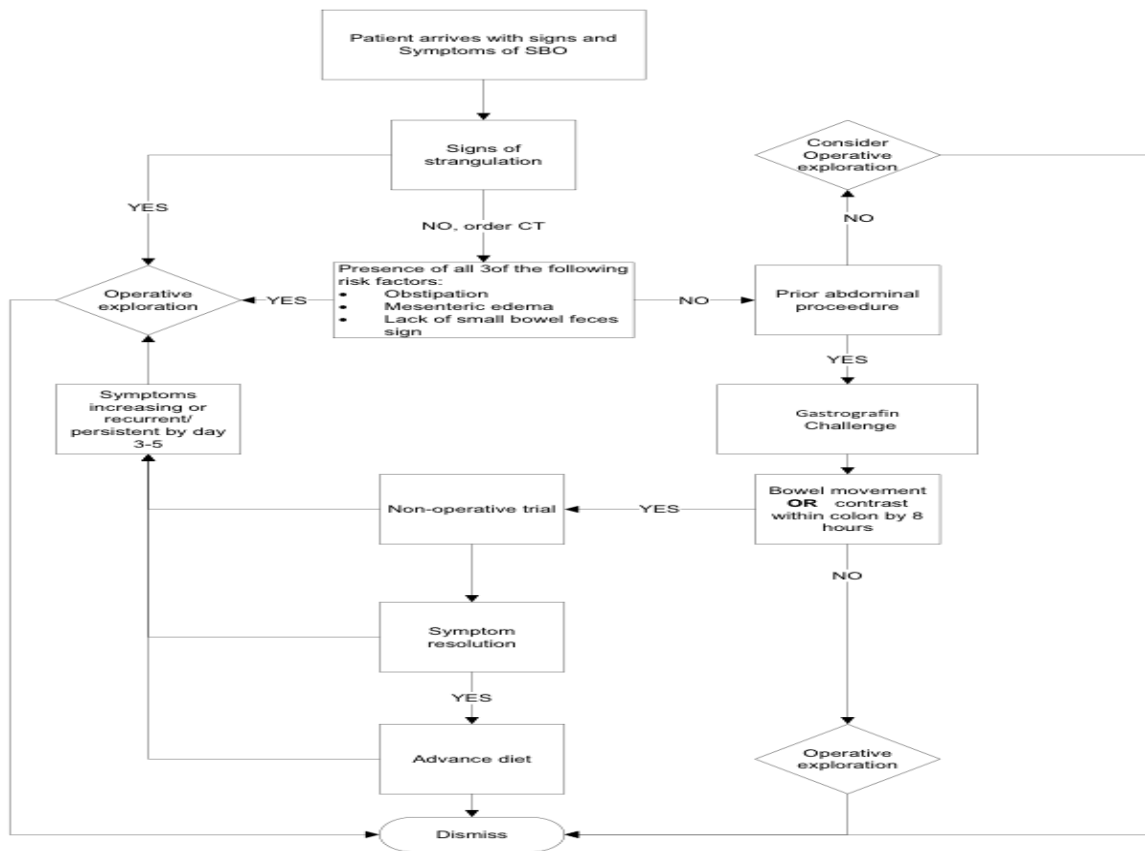 Patient arrives with signs and
Symptoms of SBO
Signs of
strangulation
Consider
Operative
exploration
YES
NO, order CT
NO
Operative
exploration
YES
Presence of all 3of the following
risk factors:
• Obstipation
• Mesenteric edema
• Lack of small bowel feces
sign
NO
Prior abdominal
proceedure
YES
Symptoms
increasing or
recurrent/
persistent by day
3-5
Gastrografin
Challenge
Non-operative trial
YES
Bowel movement
OR contrast
within colon by 8
hours
NO
Symptom
resolution
YES
Advance diet
Operative
exploration
Dismiss